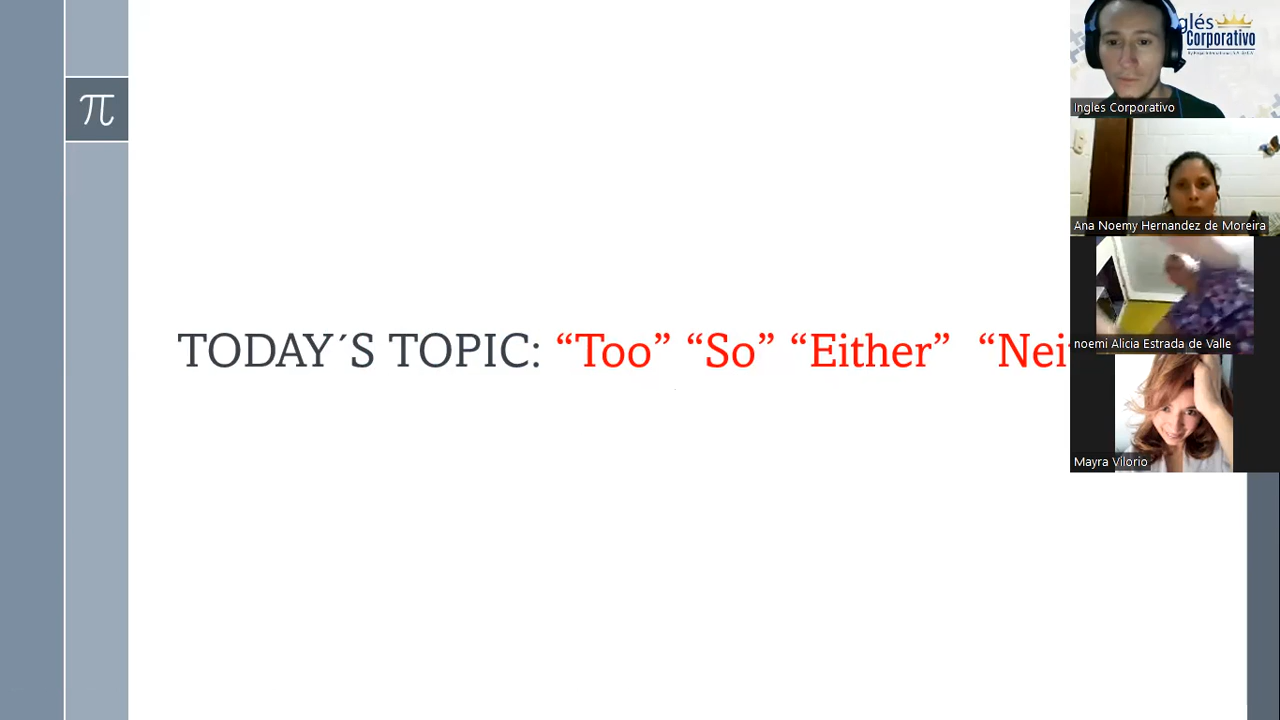 π
TODAY´S TOPIC: “Too” “So” “Either” “Nei
glés
Corporativo
Ingles Corporativo
Ana Noemy Hernandez de Moreira
noemi Alicia Estrada de Valle
Mayra Vilorio